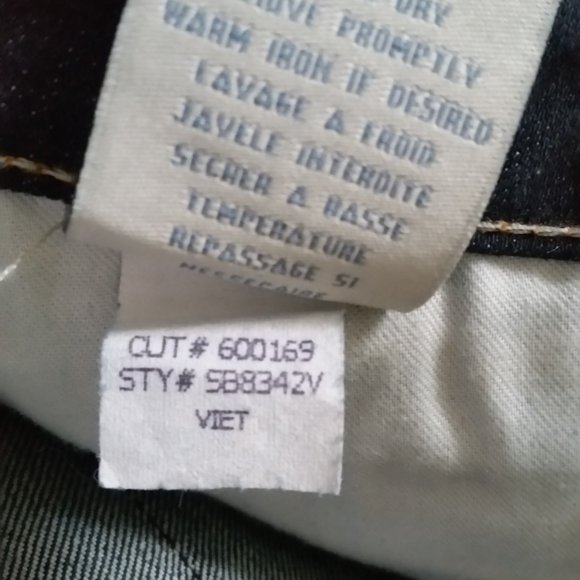 DRY
PROMPTLY
WARM IRON IF DESIRED
LAVAGE A FROID
JAVELE INTERDITE
SECHER A BASSE
TEMPERATURE
REPASSAGE SI
CUT# 600169
STY# SB8342V
VIET